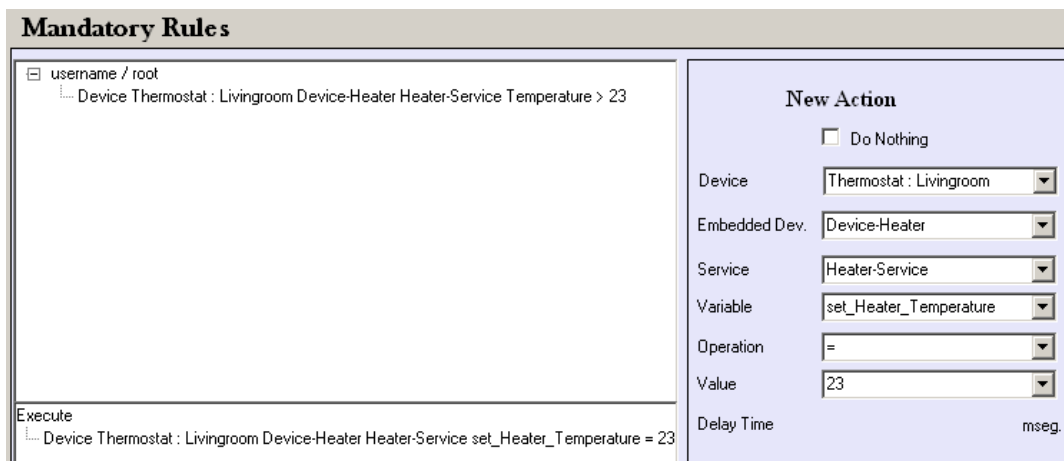 Mandatory Rules
username / root
Device Thermostat : Livingroom Device-Heater Heater-Service Temperature > 23
Execute
Device Thermostat : Livingroom Device-Heater Heater-Service set_Heater_Temperature = 23
New Action
Do Nothing
Device Thermostat : Livingroom
Embedded Dev. Device-Heater
Service Heater-Service
Variable set_Heater_Temperature
Operation =
Value 23
Delay Time mseg.